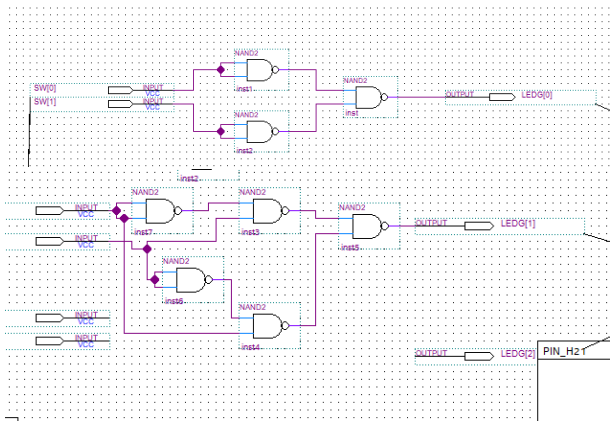 NAND2
inst1
SW[0]
INPUT
VCC
SW[1]
INPUT
VCC
NAND2
inst
OUTPUT
LEDG[0]
NAND2
inst2
inst2
NAND2
inst7
NAND2
inst3
NAND2
inst5
OUTPUT
LEDG[1]
INPUT
VCC
INPUT
VCC
NAND2
inst6
NAND2
inst4
INPUT
VCC
INPUT
VCC
OUTPUT
LEDG[2]
PIN_H21